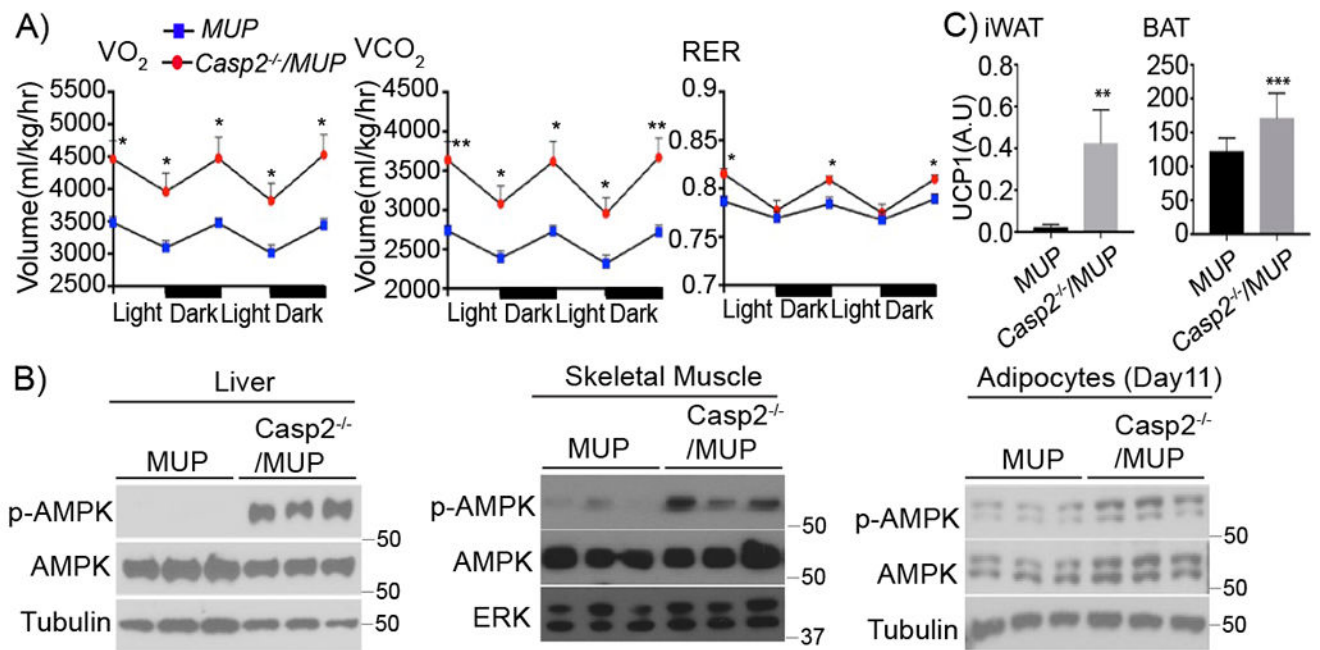 A)
MUP
Casp2-/-/MUP
VO2
VCO2
RER
Volume(ml/kg/hr)
5500
5000
4500
4000
3500
3000
2500
* * * * *
Light Dark Light Dark
Volume(ml/kg/hr)
4500
4000
3500
3000
2500
2000
** * * * **
Light Dark Light Dark
0.9
0.85
0.8
0.75
0.7
* * *
Light Dark Light Dark
C) iWAT
BAT
UCP1(A.U)
0.8
0.6
0.4
0.2
0.0
**
MUP
Casp2-/-/MUP
250
200
150
100
50
0
***
MUP
Casp2-/-/MUP
B)
Liver
MUP
Casp2-/-
/MUP
p-AMPK
50
AMPK
50
Tubulin
50
Skeletal Muscle
MUP
Casp2-/-
/MUP
p-AMPK
50
AMPK
50
ERK
37
Adipocytes (Day11)
MUP
Casp2-/-
/MUP
p-AMPK
50
AMPK
50
Tubulin
50